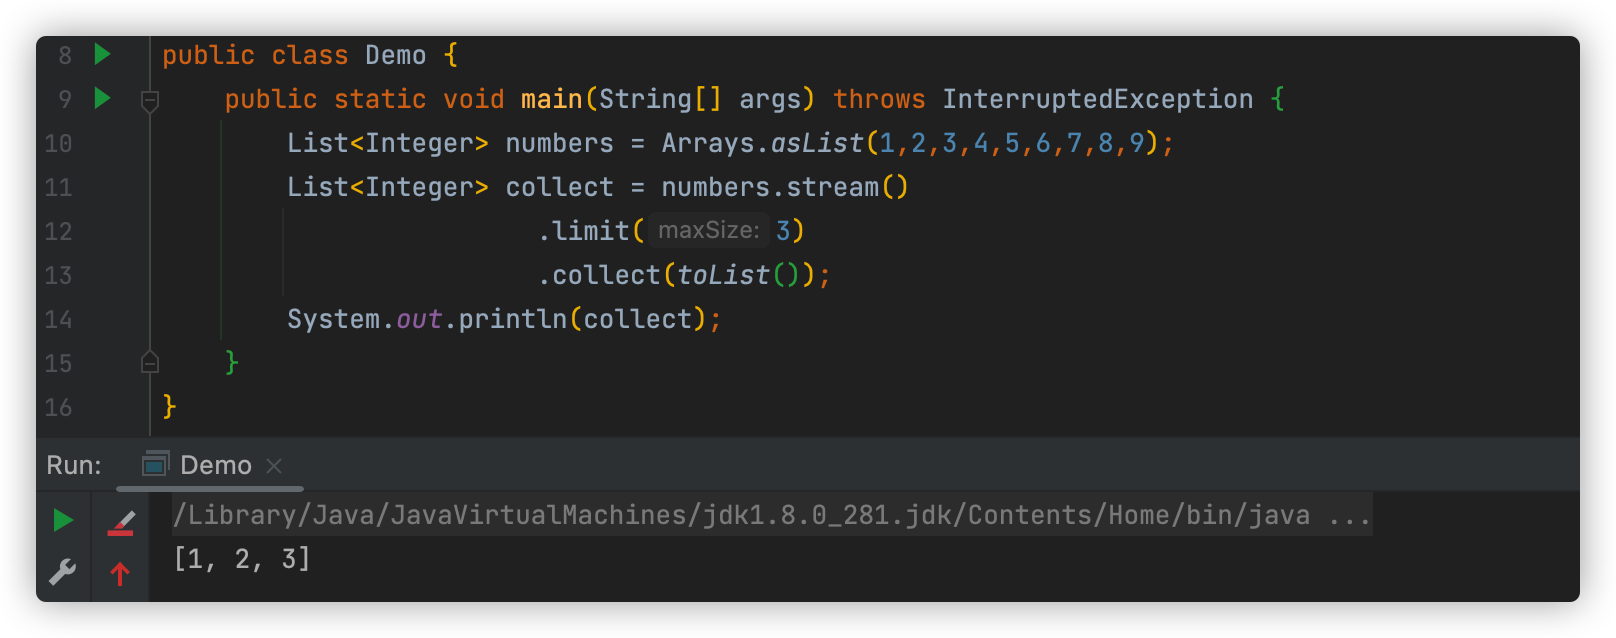 8 public class Demo {
9 public static void main(String[] args) throws InterruptedException {
10 List<Integer> numbers = Arrays.asList(1,2,3,4,5,6,7,8,9);
11 List<Integer> collect = numbers.stream()
12 .limit( maxSize: 3)
13 .collect(toList());
14 System.out.println(collect);
15 }
16 }
Run: Demo
/Library/Java/JavaVirtualMachines/jdk1.8.0_281.jdk/Contents/Home/bin/java ...
[1, 2, 3]